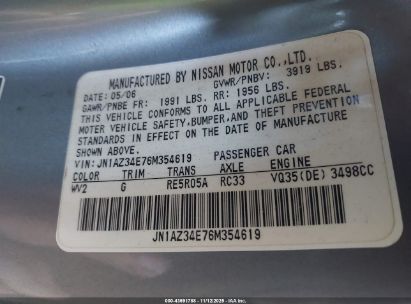 MANUFACTURED BY NISSAN MOTOR CO.,LTD.
DATE: 05/06 GVWR/PNBV: 3919 LBS.
GAWR/PNBE FR: 1991 LBS. RR: 1956 LBS.
THIS VEHICLE CONFORMS TO ALL APPLICABLE FEDERAL
MOTOR VEHICLE SAFETY,BUMPER,AND THEFT PREVENTION
STANDARDS IN EFFECT ON THE DATE OF MANUFACTURE
SHOWN ABOVE.
VIN: JN1AZ34E76M354619 PASSENGER CAR
COLOR TRIM TRANS AXLE ENGINE
WV2 G RE5R05A RC33 VQ35(DE) 3498CC
JN1AZ34E76M354619